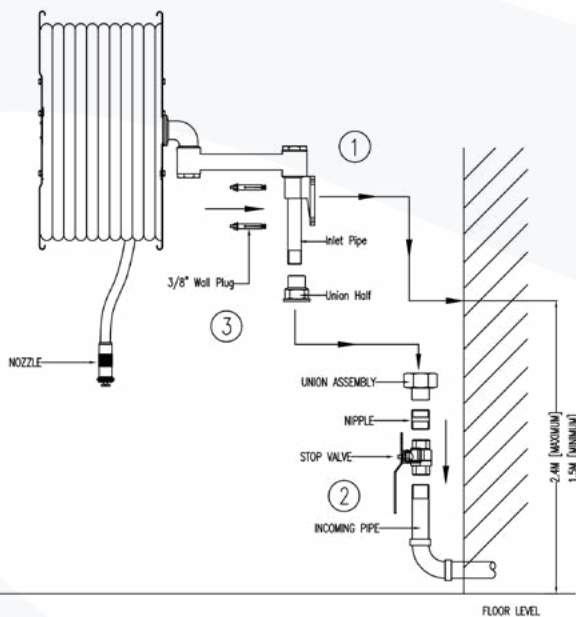 1
Inlet Pipe
3/8" Wall Plug
Union Half
3
NOZZLE
UNION ASSEMBLY
NIPPLE
STOP VALVE
2
INCOMING PIPE
2.4M [MAXIMUM]
1.5M [MINIMUM]
FLOOR LEVEL